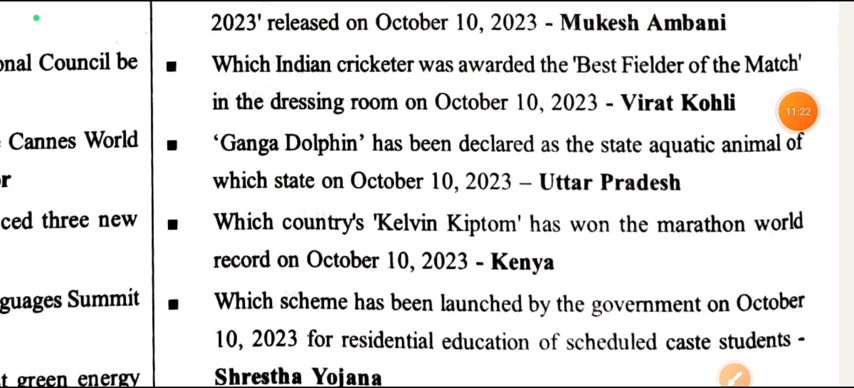 onal Council be
Cannes World
r
ced three new
guages Summit
t green energy
2023' released on October 10, 2023 - Mukesh Ambani
▪ Which Indian cricketer was awarded the 'Best Fielder of the Match'
in the dressing room on October 10, 2023 - Virat Kohli
▪ ‘Ganga Dolphin’ has been declared as the state aquatic animal of
which state on October 10, 2023 – Uttar Pradesh
▪ Which country's 'Kelvin Kiptom' has won the marathon world
record on October 10, 2023 - Kenya
▪ Which scheme has been launched by the government on October
10, 2023 for residential education of scheduled caste students -
Shrestha Yojana
11:22